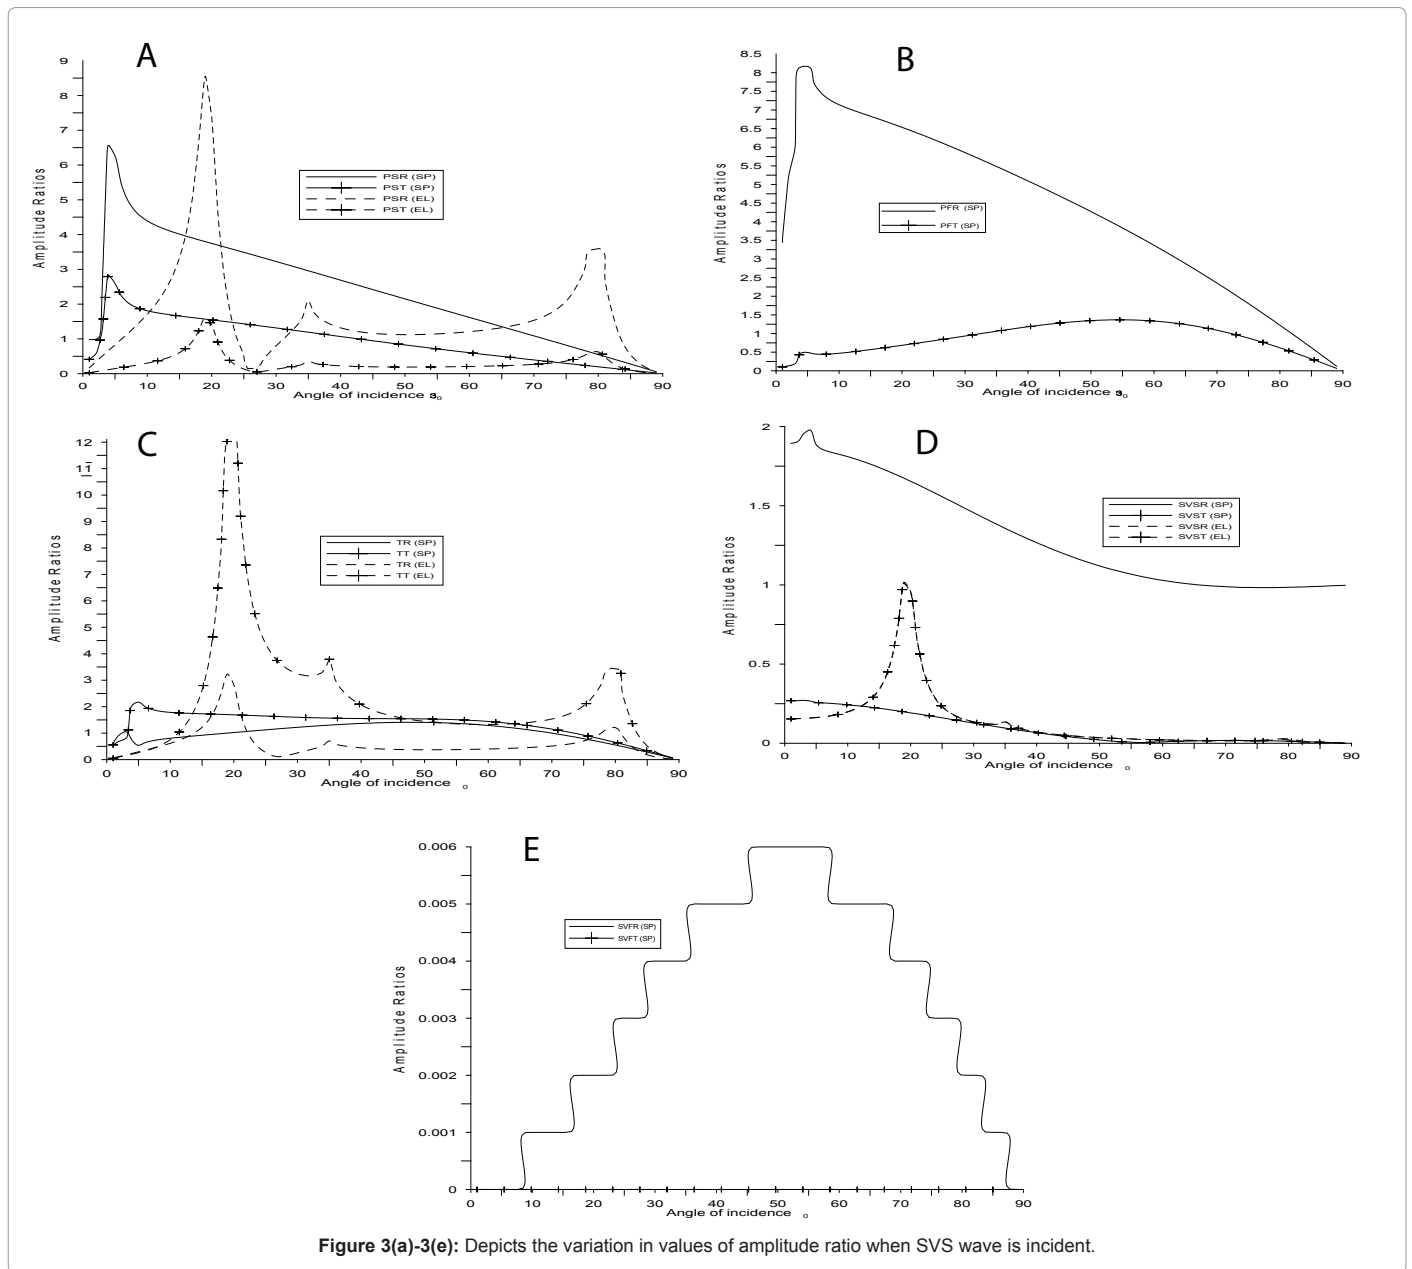 A
9
8
7
6
5
4
3
2
1
0
Amplitude Ratios
PSR (SP)
PST (SP)
PSR (EL)
PST (EL)
0 10 20 30 40 50 60 70 80 90
Angle of incidence
B
8.5
8
7.5
7
6.5
6
5.5
5
4.5
4
3.5
3
2.5
2
1.5
1
0.5
0
Amplitude Ratios
PFR (SP)
PFT (SP)
0 10 20 30 40 50 60 70 80 90
Angle of incidence
C
12
11
10
9
8
7
6
5
4
3
2
1
0
Amplitude Ratios
TR (SP)
TT (SP)
TR (EL)
TT (EL)
0 10 20 30 40 50 60 70 80 90
Angle of incidence
D
2
1.5
1
0.5
0
Amplitude Ratios
SVSR (SP)
SVST (SP)
SVSR (EL)
SVST (EL)
0 10 20 30 40 50 60 70 80 90
Angle of incidence
E
0.006
0.005
0.004
0.003
0.002
0.001
0
Amplitude Ratios
SVFR (SP)
SVFT (SP)
0 10 20 30 40 50 60 70 80 90
Angle of incidence
Figure 3(a)-3(e): Depicts the variation in values of amplitude ratio when SVS wave is incident.